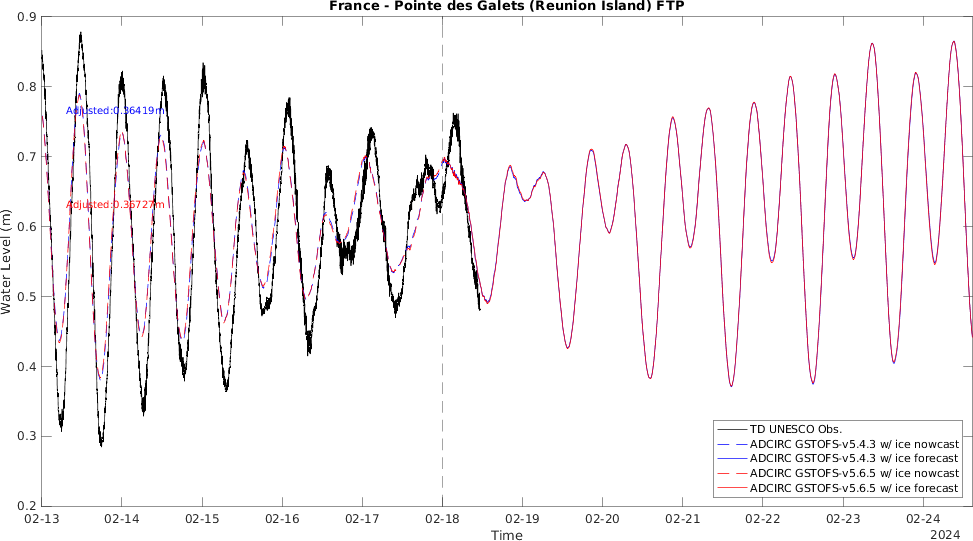 France - Pointe des Galets (Reunion Island) FTP
Water Level (m)
0.9
0.8
0.7
0.6
0.5
0.4
0.3
0.2
Adjusted:0.36419m
Adjusted:0.36727m
TD UNESCO Obs.
ADCIRC GSTOFS-v5.4.3 w/ ice nowcast
ADCIRC GSTOFS-v5.4.3 w/ ice forecast
ADCIRC GSTOFS-v5.6.5 w/ ice nowcast
ADCIRC GSTOFS-v5.6.5 w/ ice forecast
02-13 02-14 02-15 02-16 02-17 02-18 02-19 02-20 02-21 02-22 02-23 02-24
Time
2024